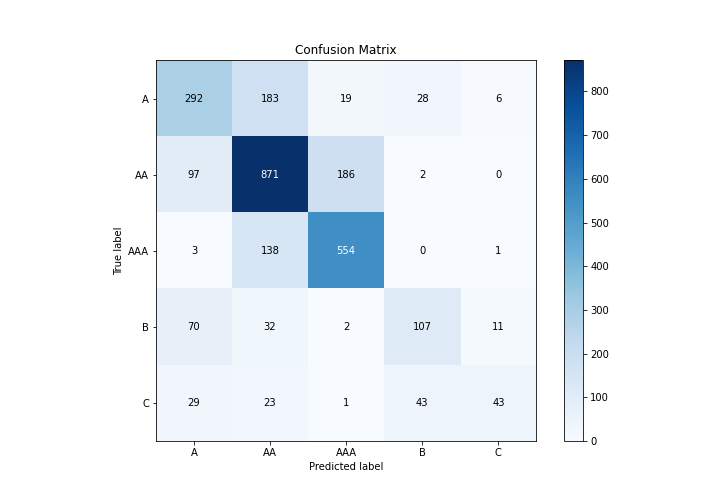 Confusion Matrix
A 292 183 19 28 6
AA 97 871 186 2 0
AAA 3 138 554 0 1
B 70 32 2 107 11
C 29 23 1 43 43
A AA AAA B C
Predicted label
True label
800
700
600
500
400
300
200
100
0